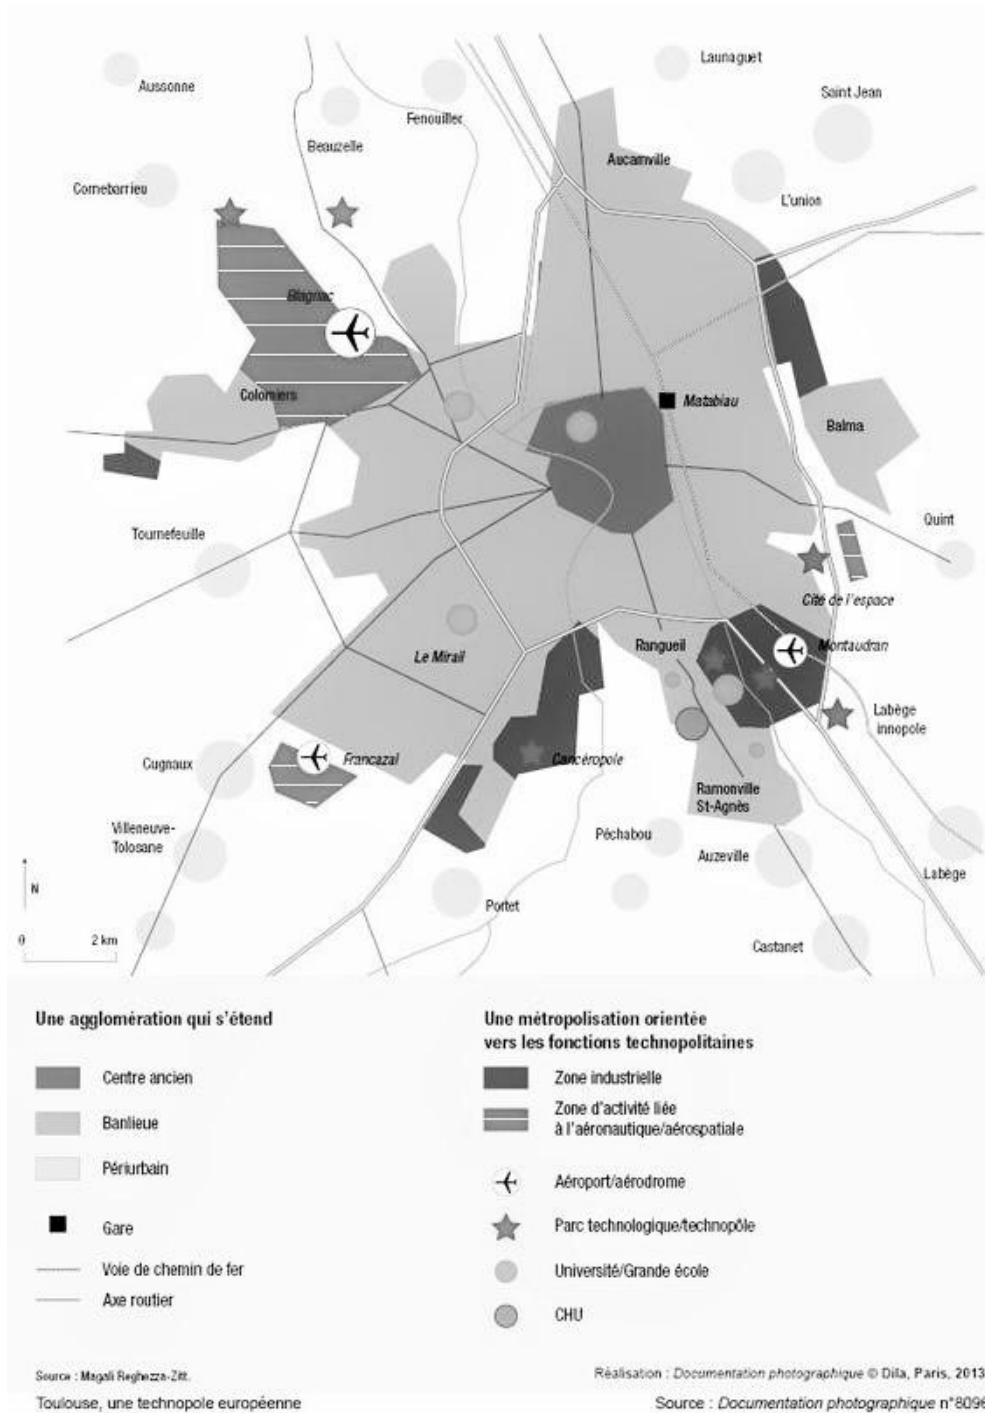 Launaguet
Aussonne
Saint Jean
Fenouiller
Beauzelle
Aucamville
Cornebarrieu
L'union
Blagnac
Colomiers
Matabiau
Balma
Quint
Tournefeuille
Cité de l'espace
Rangueil
Montaudran
Le Mirail
Labège
innopole
Cugnaux
Francazal
Cancéropole
Ramonville
St-Agnès
Villeneuve-
Tolosane
Péchabou
Auzeville
Labège
N
Portet
0 2 km
Castanet
Une agglomération qui s'étend
Centre ancien
Banlieue
Périurbain
Gare
Voie de chemin de fer
Axe routier
Une métropolisation orientée
vers les fonctions technopolitaines
Zone industrielle
Zone d'activité liée
à l'aéronautique/aérospatiale
Aéroport/aérodrome
Parc technologique/technopôle
Université/Grande école
CHU
Source : Magali Reghezza-Zitt.
Réalisation : Documentation photographique © Dila, Paris, 2013
Toulouse, une technopole européenne
Source : Documentation photographique n°8096